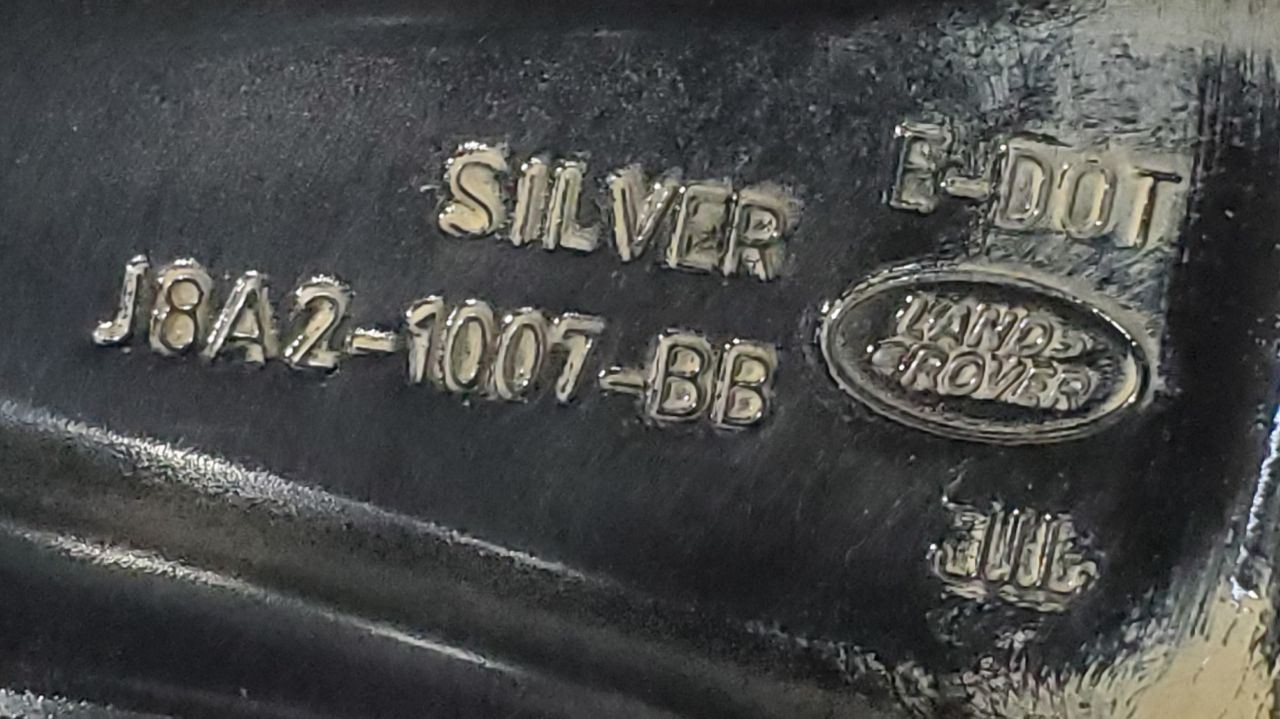 SILVER
E-DOT
J8A2-1007-BB
LAND
ROVER